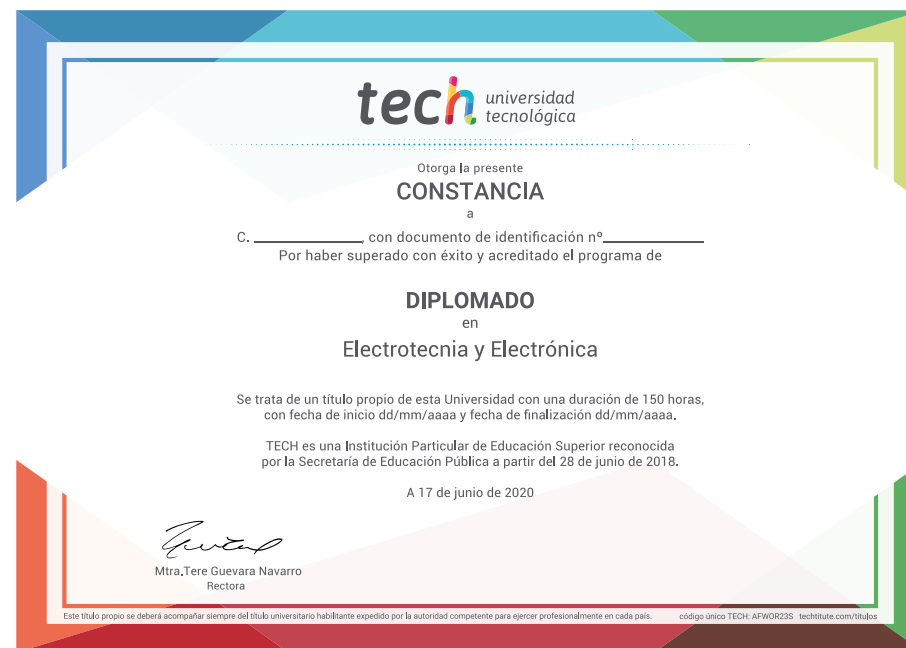 tech universidad
tecnológica
Otorga la presente
CONSTANCIA
a
C. ____________, con documento de identificación nº____________
Por haber superado con éxito y acreditado el programa de
DIPLOMADO
en
Electrotecnia y Electrónica
Se trata de un título propio de esta Universidad con una duración de 150 horas,
con fecha de inicio dd/mm/aaaa y fecha de finalización dd/mm/aaaa.
TECH es una Institución Particular de Educación Superior reconocida
por la Secretaría de Educación Pública a partir del 28 de junio de 2018.
A 17 de junio de 2020
Mtra.Tere Guevara Navarro
Rectora
Este título propio se deberá acompañar siempre del título universitario habilitante expedido por la autoridad competente para ejercer profesionalmente en cada país. código único TECH: AFWOR23S techtitute.com/titulos